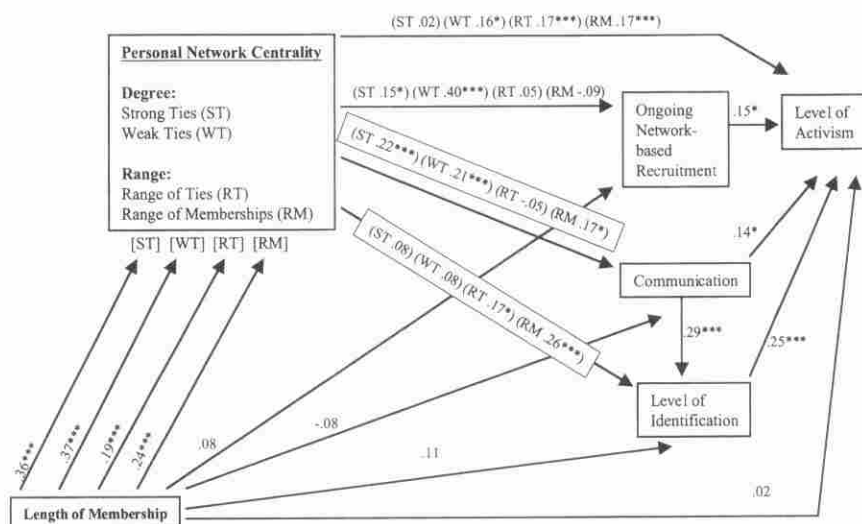 (ST .02) (WT .16*) (RT .17***) (RM .17***)
Personal Network Centrality
Degree:
Strong Ties (ST)
Weak Ties (WT)
Range:
Range of Ties (RT)
Range of Memberships (RM)
[ST] [WT] [RT] [RM]
(ST .15*) (WT .40***) (RT .05) (RM -.09)
Ongoing
Network-
based
Recruitment
.15*
Level of
Activism
(ST .22***) (WT .21***) (RT -.05) (RM .17*)
(ST .08) (WT .08) (RT .17*) (RM .26***)
Communication
.14*
.29***
.25***
Level of
Identification
.36***
.37***
.19***
.24***
.08
-.08
.11
.02
Length of Membership